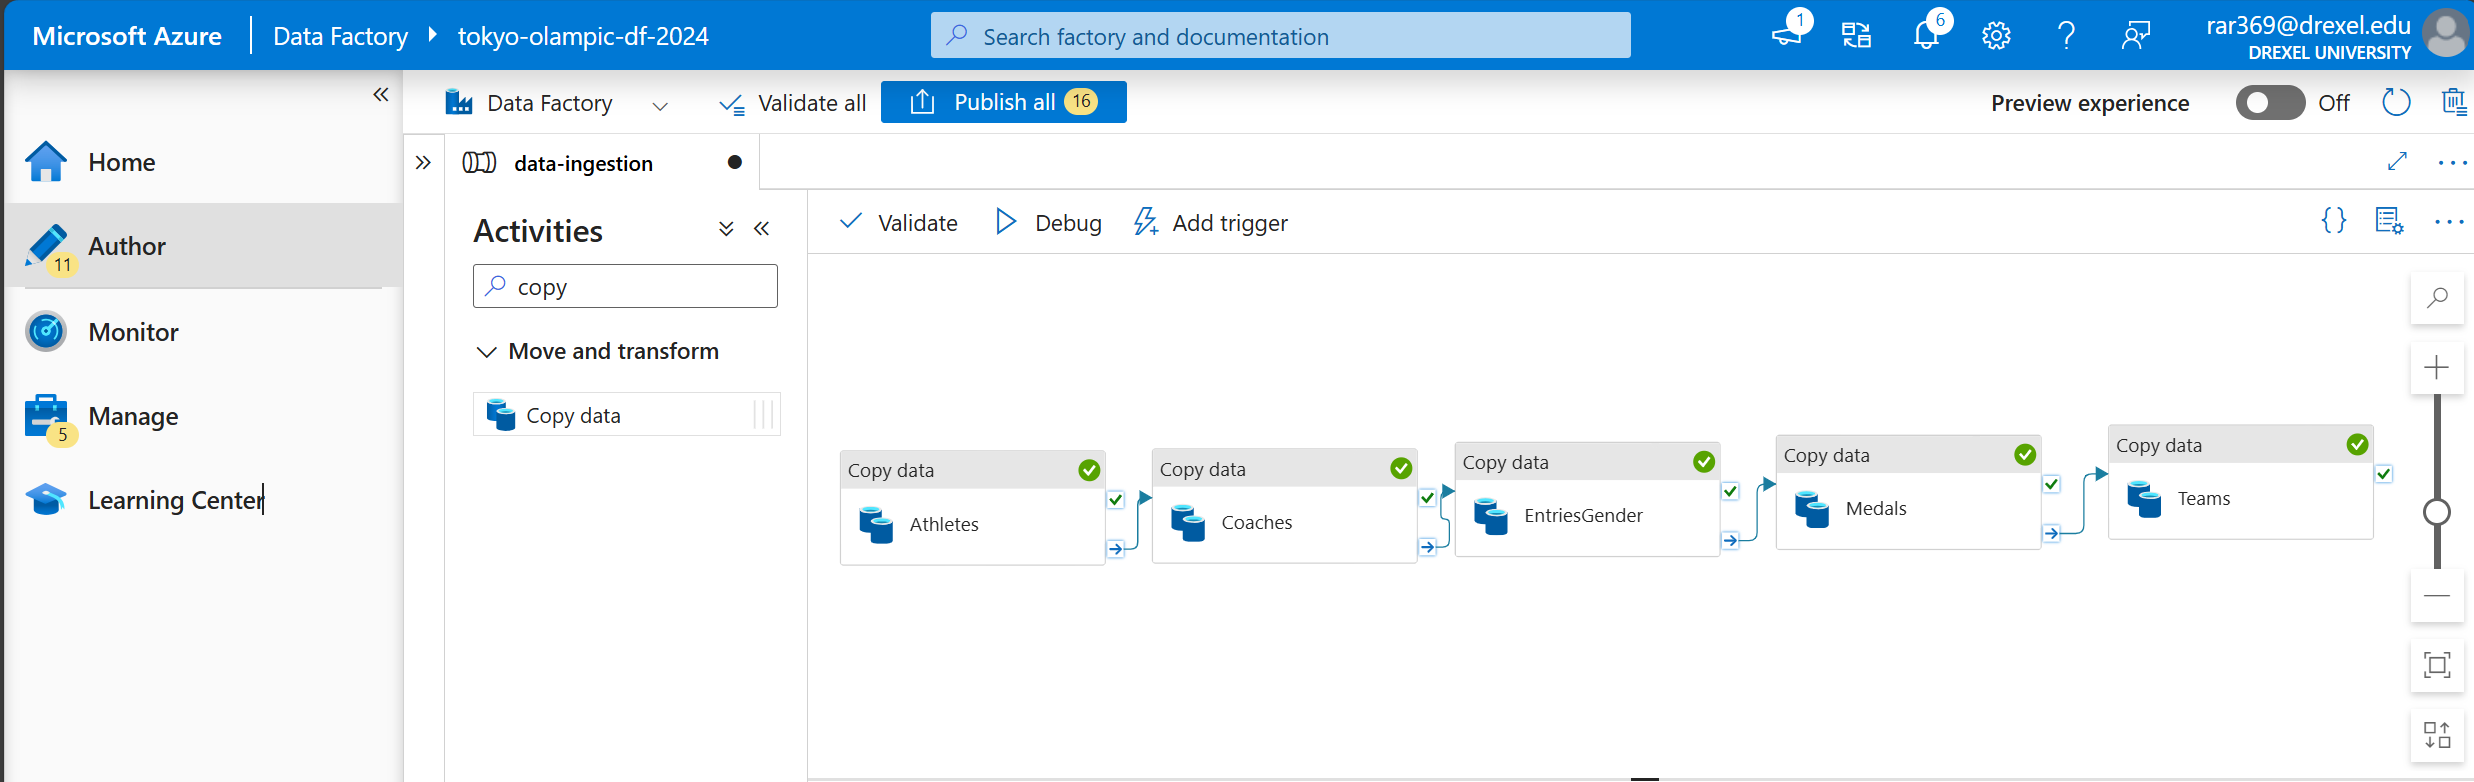 Microsoft Azure Data Factory tokyo-olampic-df-2024
Search factory and documentation
1
6
rar369@drexel.edu
DREXEL UNIVERSITY
Data Factory
Validate all
Publish all 16
Preview experience
Off
Home
Author
11
Monitor
Manage
5
Learning Center
data-ingestion
Activities
copy
Move and transform
Copy data
Validate
Debug
Add trigger
{}
Copy data
Athletes
Copy data
Coaches
Copy data
EntriesGender
Copy data
Medals
Copy data
Teams